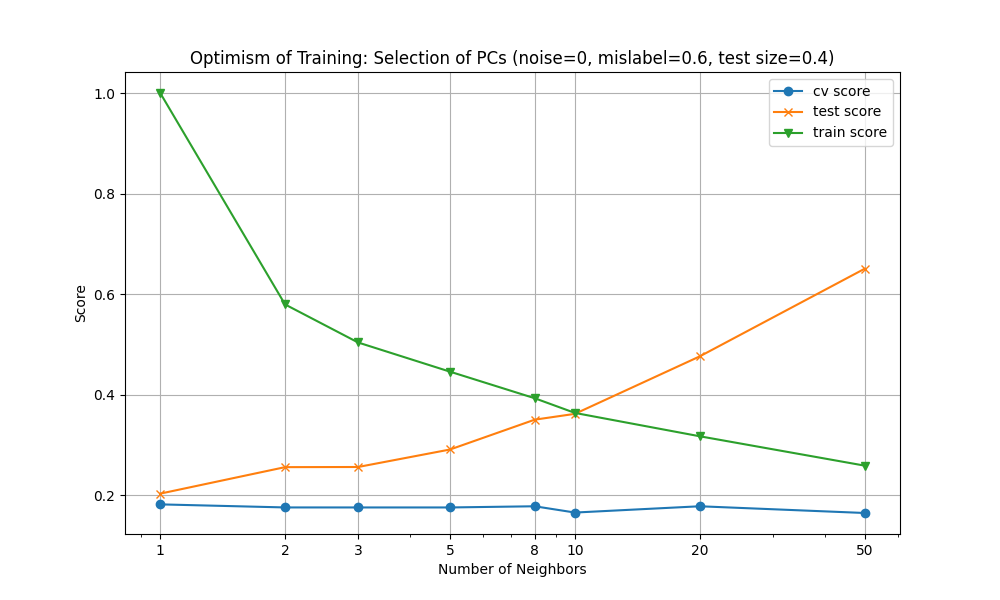 Optimism of Training: Selection of PCs (noise=0, mislabel=0.6, test size=0.4)
cv score
test score
train score
1.0
0.8
0.6
0.4
0.2
Score
1 2 3 5 8 10 20 50
Number of Neighbors